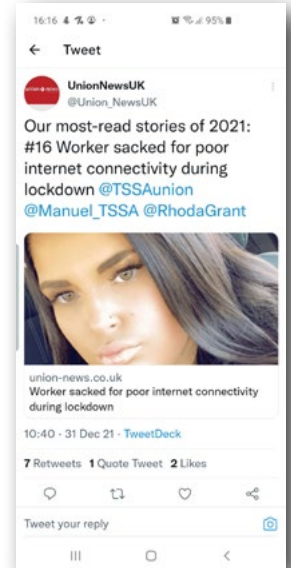 16:16
95%
Tweet
UnionNewsUK
@Union_NewsUK
Our most-read stories of 2021:
#16 Worker sacked for poor
internet connectivity during
lockdown @TSSAunion
@Manuel_TSSA @RhodaGrant
union-news.co.uk
Worker sacked for poor internet connectivity
during lockdown
10:40 · 31 Dec 21 · TweetDeck
7 Retweets 1 Quote Tweet 2 Likes
Tweet your reply